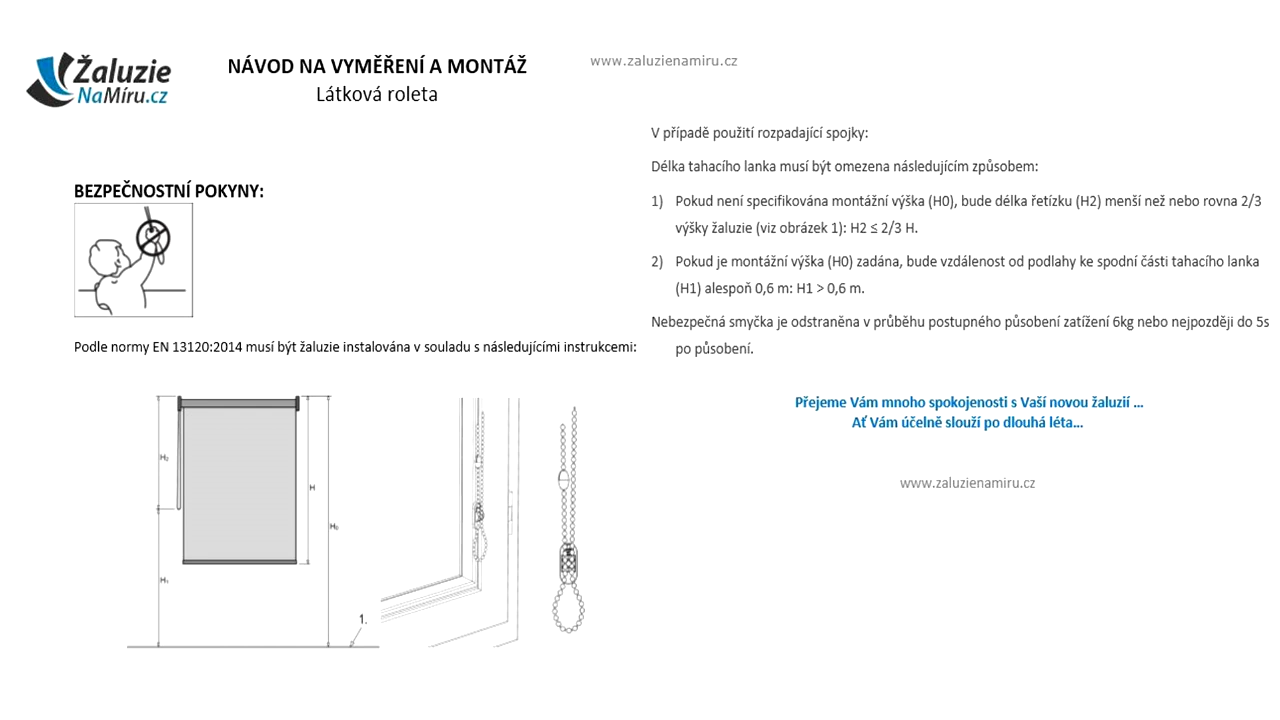 Žaluzie
NaMíru.cz
NÁVOD NA VYMĚŘENÍ A MONTÁŽ
Látková roleta
BEZPEČNOSTNÍ POKYNY:
Podle normy EN 13120:2014 musí být žaluzie instalována v souladu s následujícími instrukcemi:
H₂
H
H₀
H₁
1.
www.zaluzienamiru.cz
V případě použití rozpadající spojky:
Délka tahacího lanka musí být omezena následujícím způsobem:
1) Pokud není specifikována montážní výška (H0), bude délka řetízku (H2) menší než nebo rovna 2/3
výšky žaluzie (viz obrázek 1): H2 ≤ 2/3 H.
2) Pokud je montážní výška (H0) zadána, bude vzdálenost od podlahy ke spodní části tahacího lanka
(H1) alespoň 0,6 m: H1 > 0,6 m.
Nebezpečná smyčka je odstraněna v průběhu postupného působení zatížení 6kg nebo nejpozději do 5s
po působení.
Přejeme Vám mnoho spokojenosti s Vaší novou žaluzií ...
Ať Vám účelně slouží po dlouhá léta...
www.zaluzienamiru.cz